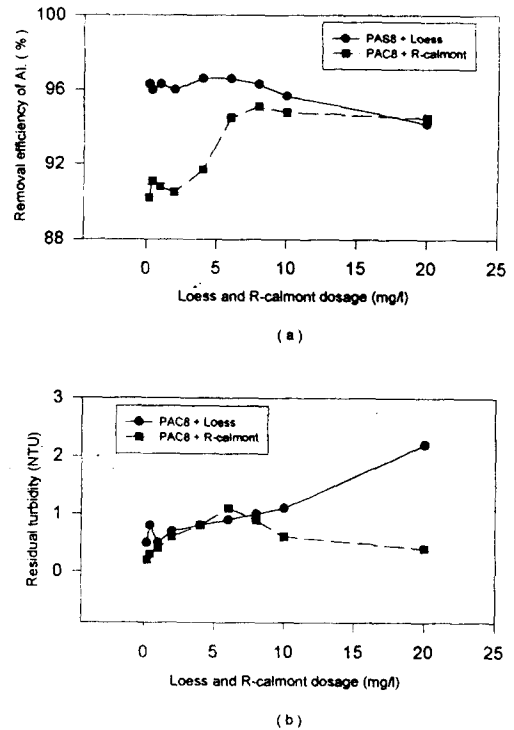 100
96
92
88
Removal efficiency of Al. ( % )
PAS8 + Loess
PAC8 + R-calmont
0 5 10 15 20 25
Loess and R-calmont dosage (mg/l)
( a )
3
2
1
0
Residual turbidity (NTU)
PAC8 + Loess
PAC8 + R-calmont
0 5 10 15 20 25
Loess and R-calmont dosage (mg/l)
( b )